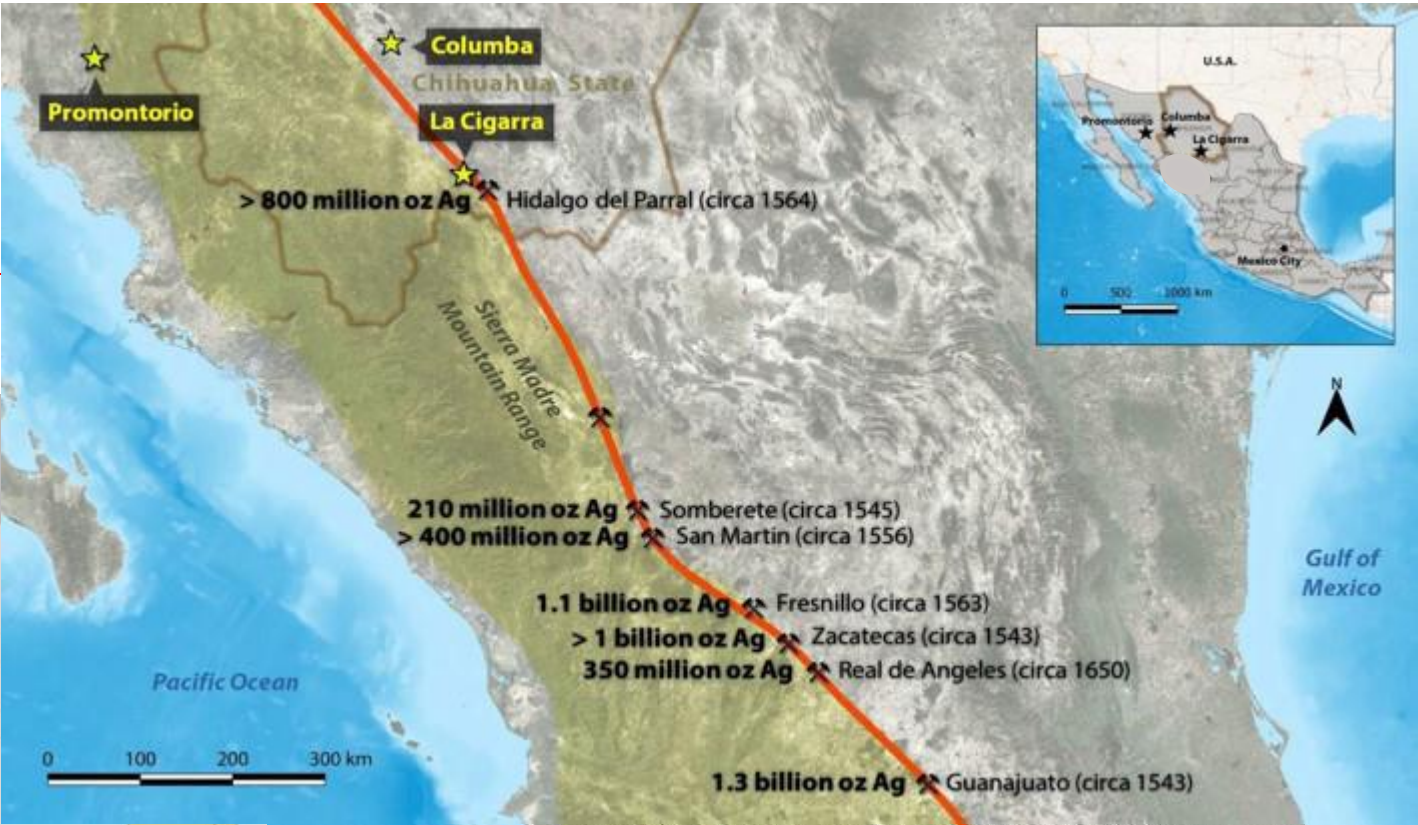 Columba
Chihuahua State
Promontorio
La Cigarra
> 800 million oz Ag Hidalgo del Parral (circa 1564)
Sierra Madre
Mountain Range
210 million oz Ag Somberete (circa 1545)
> 400 million oz Ag San Martin (circa 1556)
1.1 billion oz Ag Fresnillo (circa 1563)
> 1 billion oz Ag Zacatecas (circa 1543)
350 million oz Ag Real de Angeles (circa 1650)
1.3 billion oz Ag Guanajuato (circa 1543)
Pacific Ocean
Gulf of
Mexico
0 100 200 300 km
U.S.A.
Promontorio
Columba
La Cigarra
Mexico City
0 500 1000 km
N